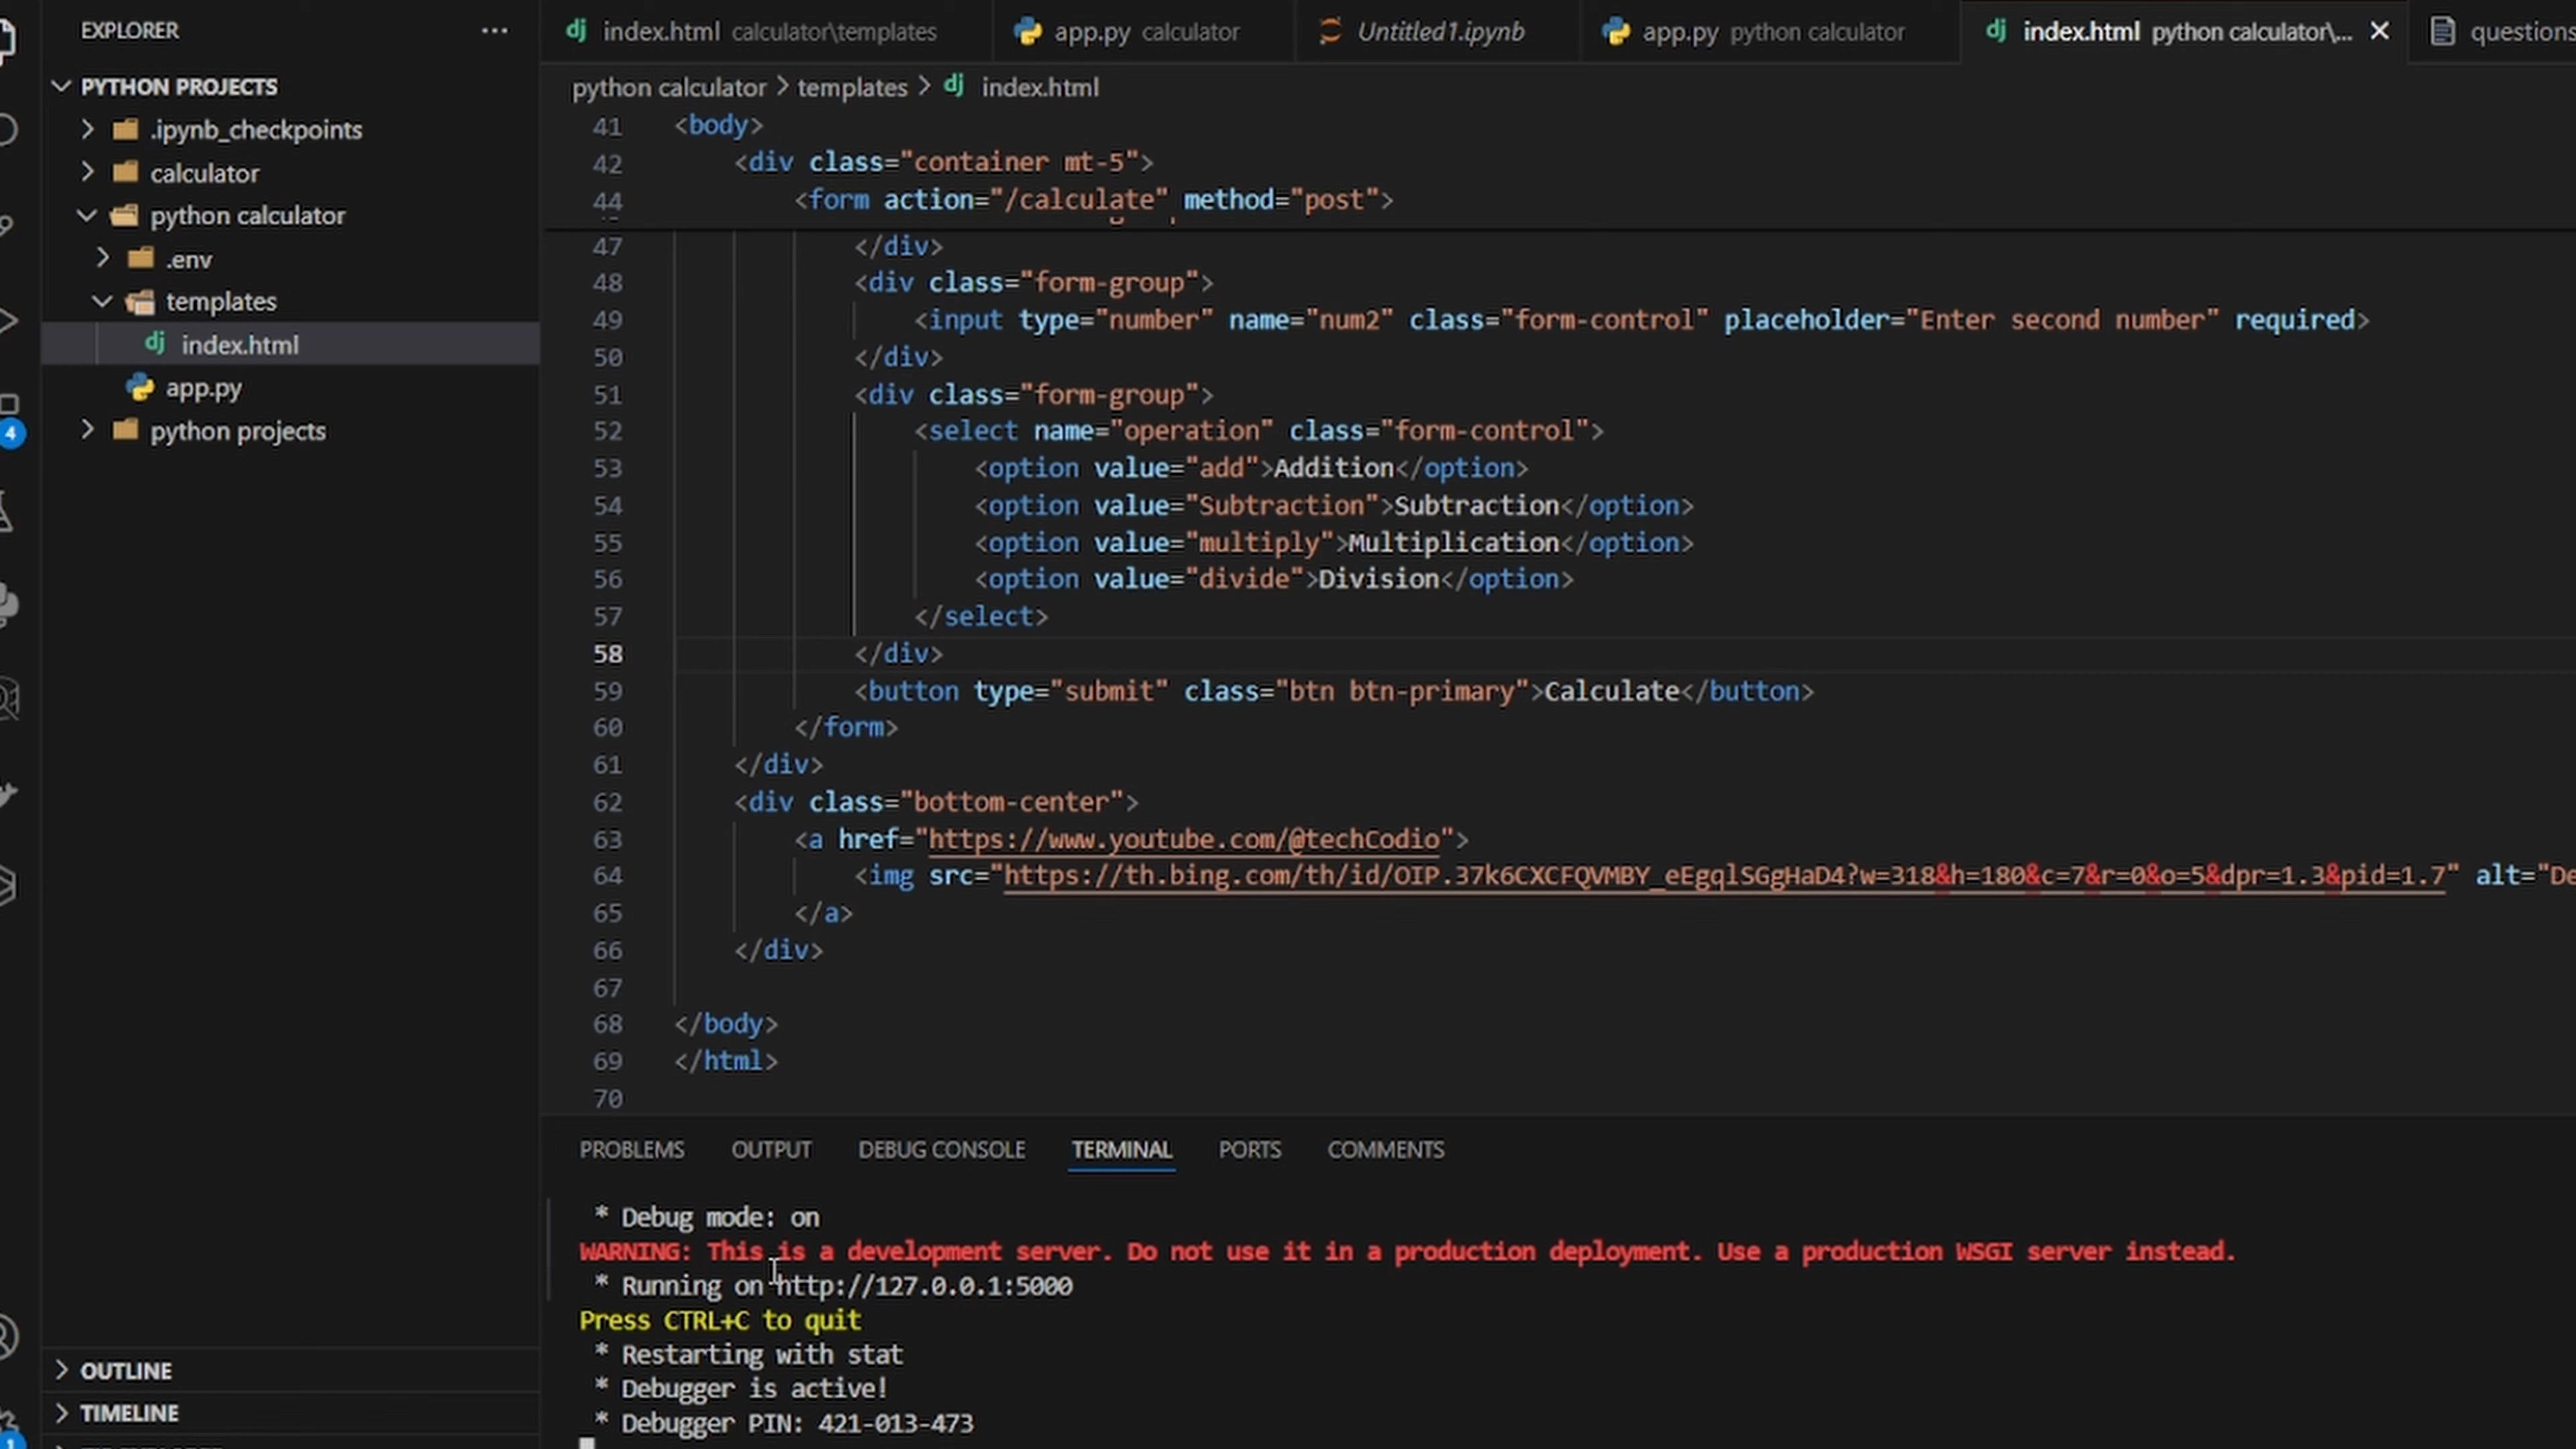 EXPLORER
PYTHON PROJECTS
.ipynb_checkpoints
calculator
python calculator
.env
templates
index.html
app.py
python projects
4
OUTLINE
TIMELINE
1
index.html calculator\templates
app.py calculator
Untitled1.ipynb
app.py python calculator
index.html python calculator\...
questions
python calculator > templates > dj index.html
41 <body>
42 <div class="container mt-5">
44 <form action="/calculate" method="post">
47 </div>
48 <div class="form-group">
49 <input type="number" name="num2" class="form-control" placeholder="Enter second number" required>
50 </div>
51 <div class="form-group">
52 <select name="operation" class="form-control">
53 <option value="add">Addition</option>
54 <option value="Subtraction">Subtraction</option>
55 <option value="multiply">Multiplication</option>
56 <option value="divide">Division</option>
57 </select>
58 </div>
59 <button type="submit" class="btn btn-primary">Calculate</button>
60 </form>
61 </div>
62 <div class="bottom-center">
63 <a href="https://www.youtube.com/@techCodio">
64 <img src="https://th.bing.com/th/id/OIP.37k6CXCFQVMBY_eEgqlSGgHaD4?w=318&h=180&c=7&r=0&o=5&dpr=1.3&pid=1.7" alt="De
65 </a>
66 </div>
67
68 </body>
69 </html>
70
PROBLEMS OUTPUT DEBUG CONSOLE TERMINAL PORTS COMMENTS
* Debug mode: on
WARNING: This is a development server. Do not use it in a production deployment. Use a production WSGI server instead.
* Running on http://127.0.0.1:5000
Press CTRL+C to quit
* Restarting with stat
* Debugger is active!
* Debugger PIN: 421-013-473